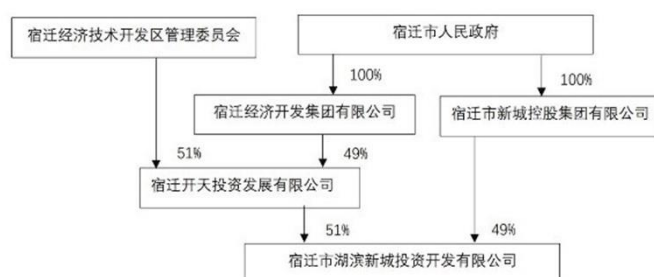 宿迁经济技术开发区管理委员会
宿迁市人民政府
100%
100%
宿迁经济开发集团有限公司
宿迁市新城控股集团有限公司
51%
49%
宿迁开天投资发展有限公司
51%
49%
宿迁市湖滨新城投资开发有限公司